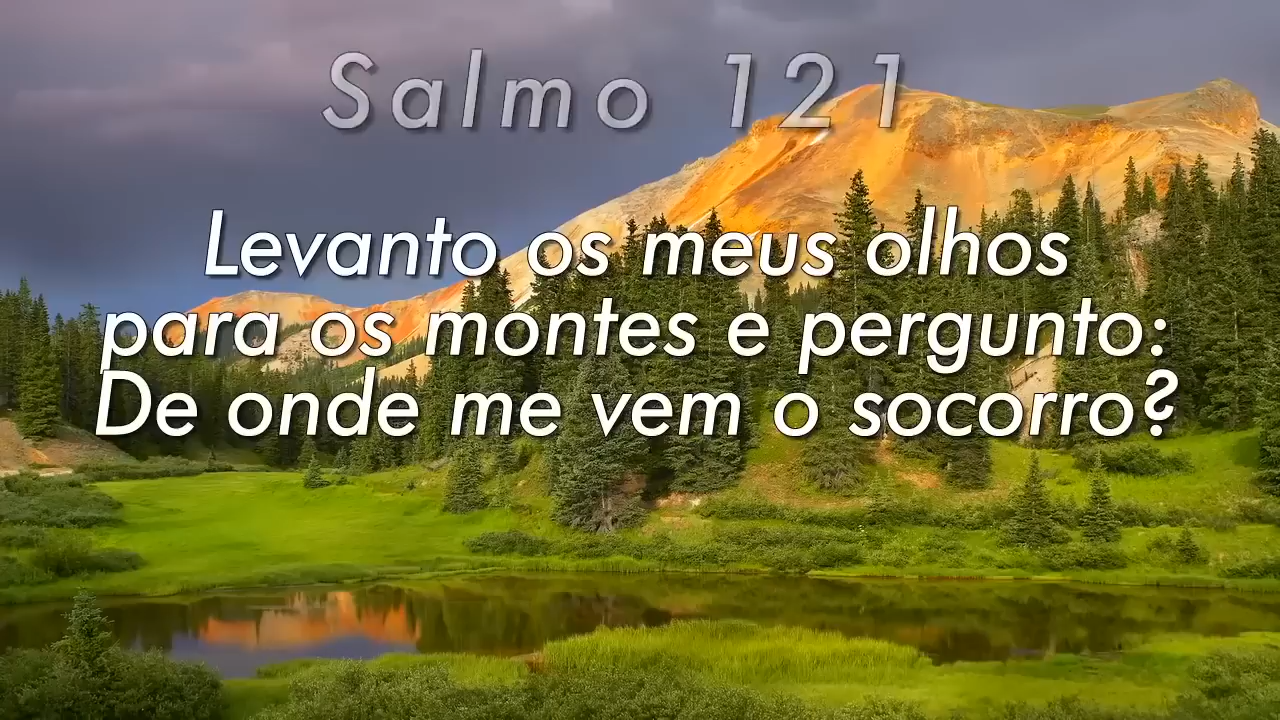 Salmo 121
Levanto os meus olhos
para os montes e pergunto:
De onde me vem o socorro?